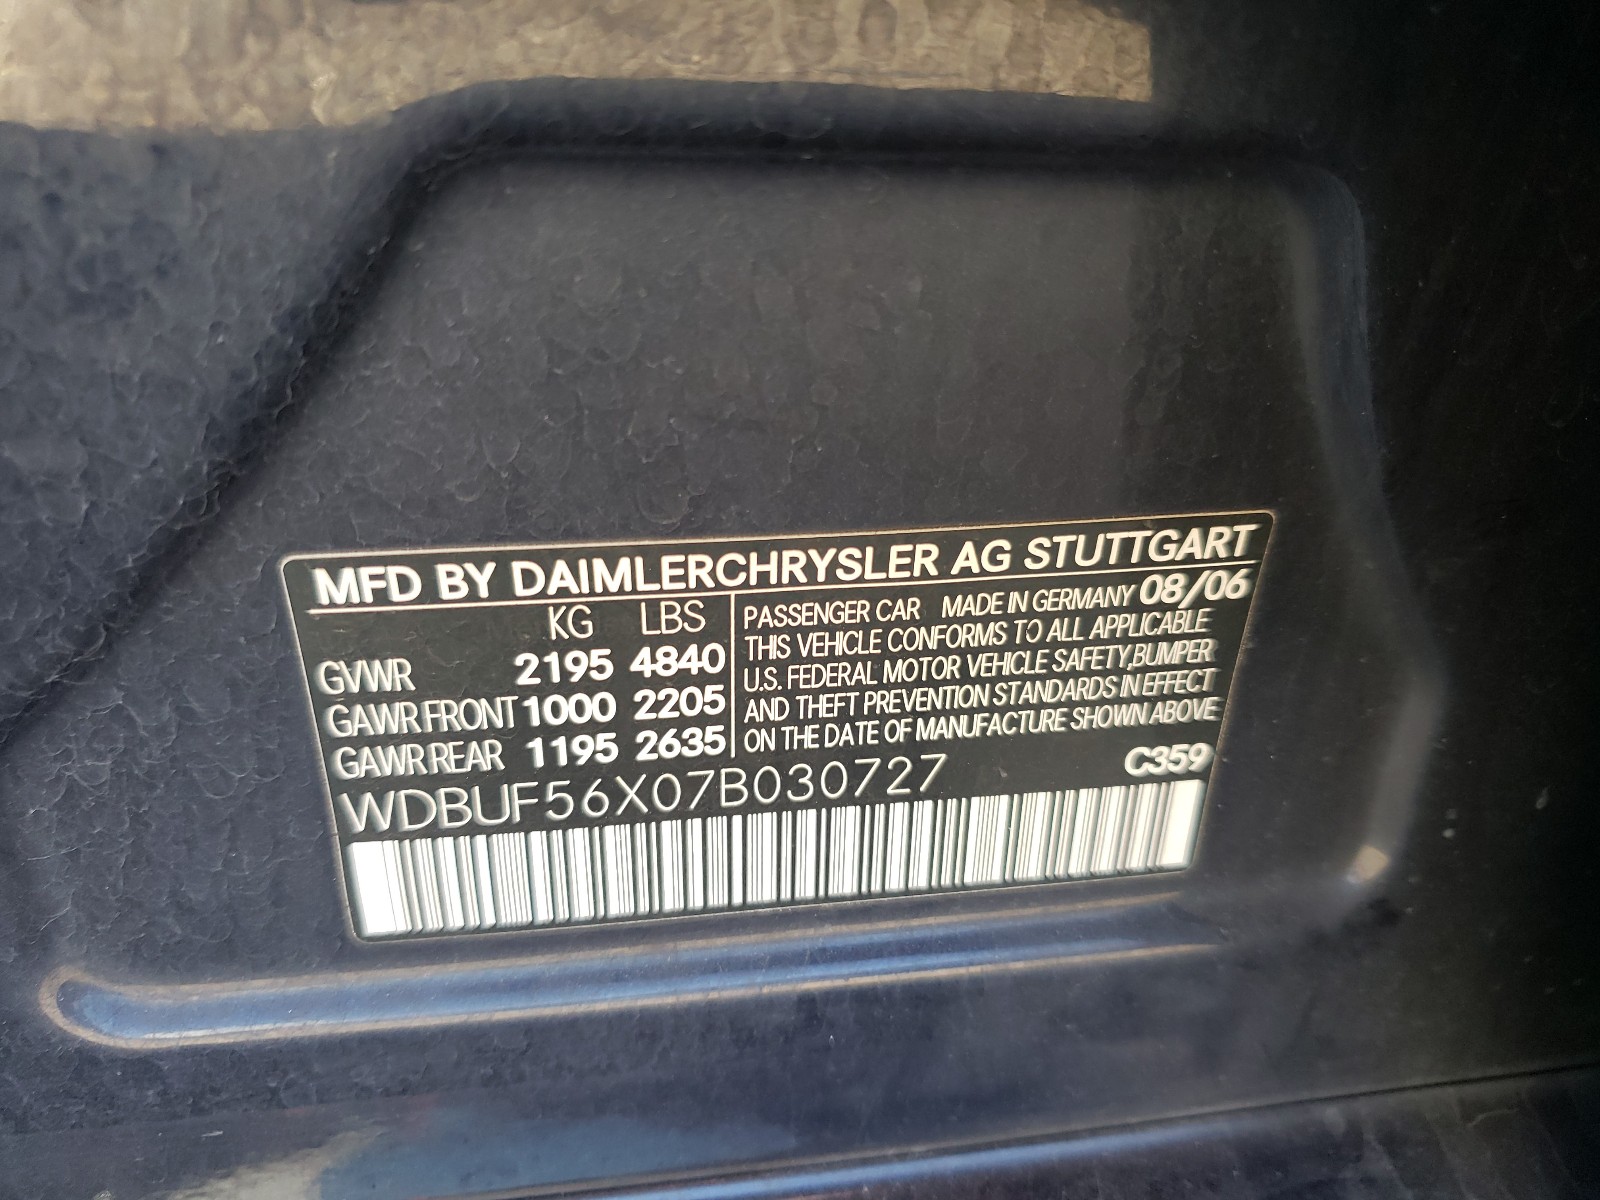 MFD BY DAIMLERCHRYSLER AG STUTTGART
KG LBS
GVWR 2195 4840
GAWR FRONT 1000 2205
GAWR REAR 1195 2635
PASSENGER CAR MADE IN GERMANY 08/06
THIS VEHICLE CONFORMS TO ALL APPLICABLE
U.S. FEDERAL MOTOR VEHICLE SAFETY,BUMPER
AND THEFT PREVENTION STANDARDS IN EFFECT
ON THE DATE OF MANUFACTURE SHOWN ABOVE
WDBUF56X07B030727 C359